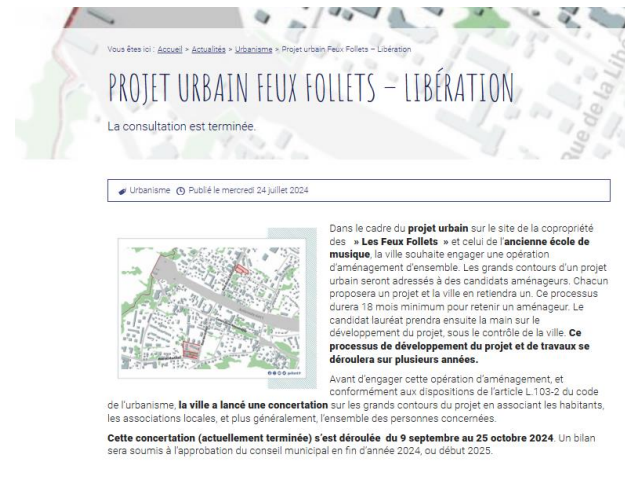 Vous êtes ici : Accueil > Actualités > Urbanisme > Projet urbain Feux Follets – Libération
PROJET URBAIN FEUX FOLLETS – LIBÉRATION
La consultation est terminée.
Rue de la Libé
Urbanisme Publié le mercredi 24 juillet 2024
Dans le cadre du projet urbain sur le site de la copropriété
des » Les Feux Follets » et celui de l'ancienne école de
musique, la ville souhaite engager une opération
d'aménagement d'ensemble. Les grands contours d'un projet
urbain seront adressés à des candidats aménageurs. Chacun
proposera un projet et la ville en retiendra un. Ce processus
durera 18 mois minimum pour retenir un aménageur. Le
candidat lauréat prendra ensuite la main sur le
développement du projet, sous le contrôle de la ville. Ce
processus de développement du projet et de travaux se
déroulera sur plusieurs années.
Avant d'engager cette opération d'aménagement, et
conformément aux dispositions de l'article L.103-2 du code
de l'urbanisme, la ville a lancé une concertation sur les grands contours du projet en associant les habitants,
les associations locales, et plus généralement, l'ensemble des personnes concernées.
Cette concertation (actuellement terminée) s'est déroulée du 9 septembre au 25 octobre 2024. Un bilan
sera soumis à l'approbation du conseil municipal en fin d'année 2024, ou début 2025.